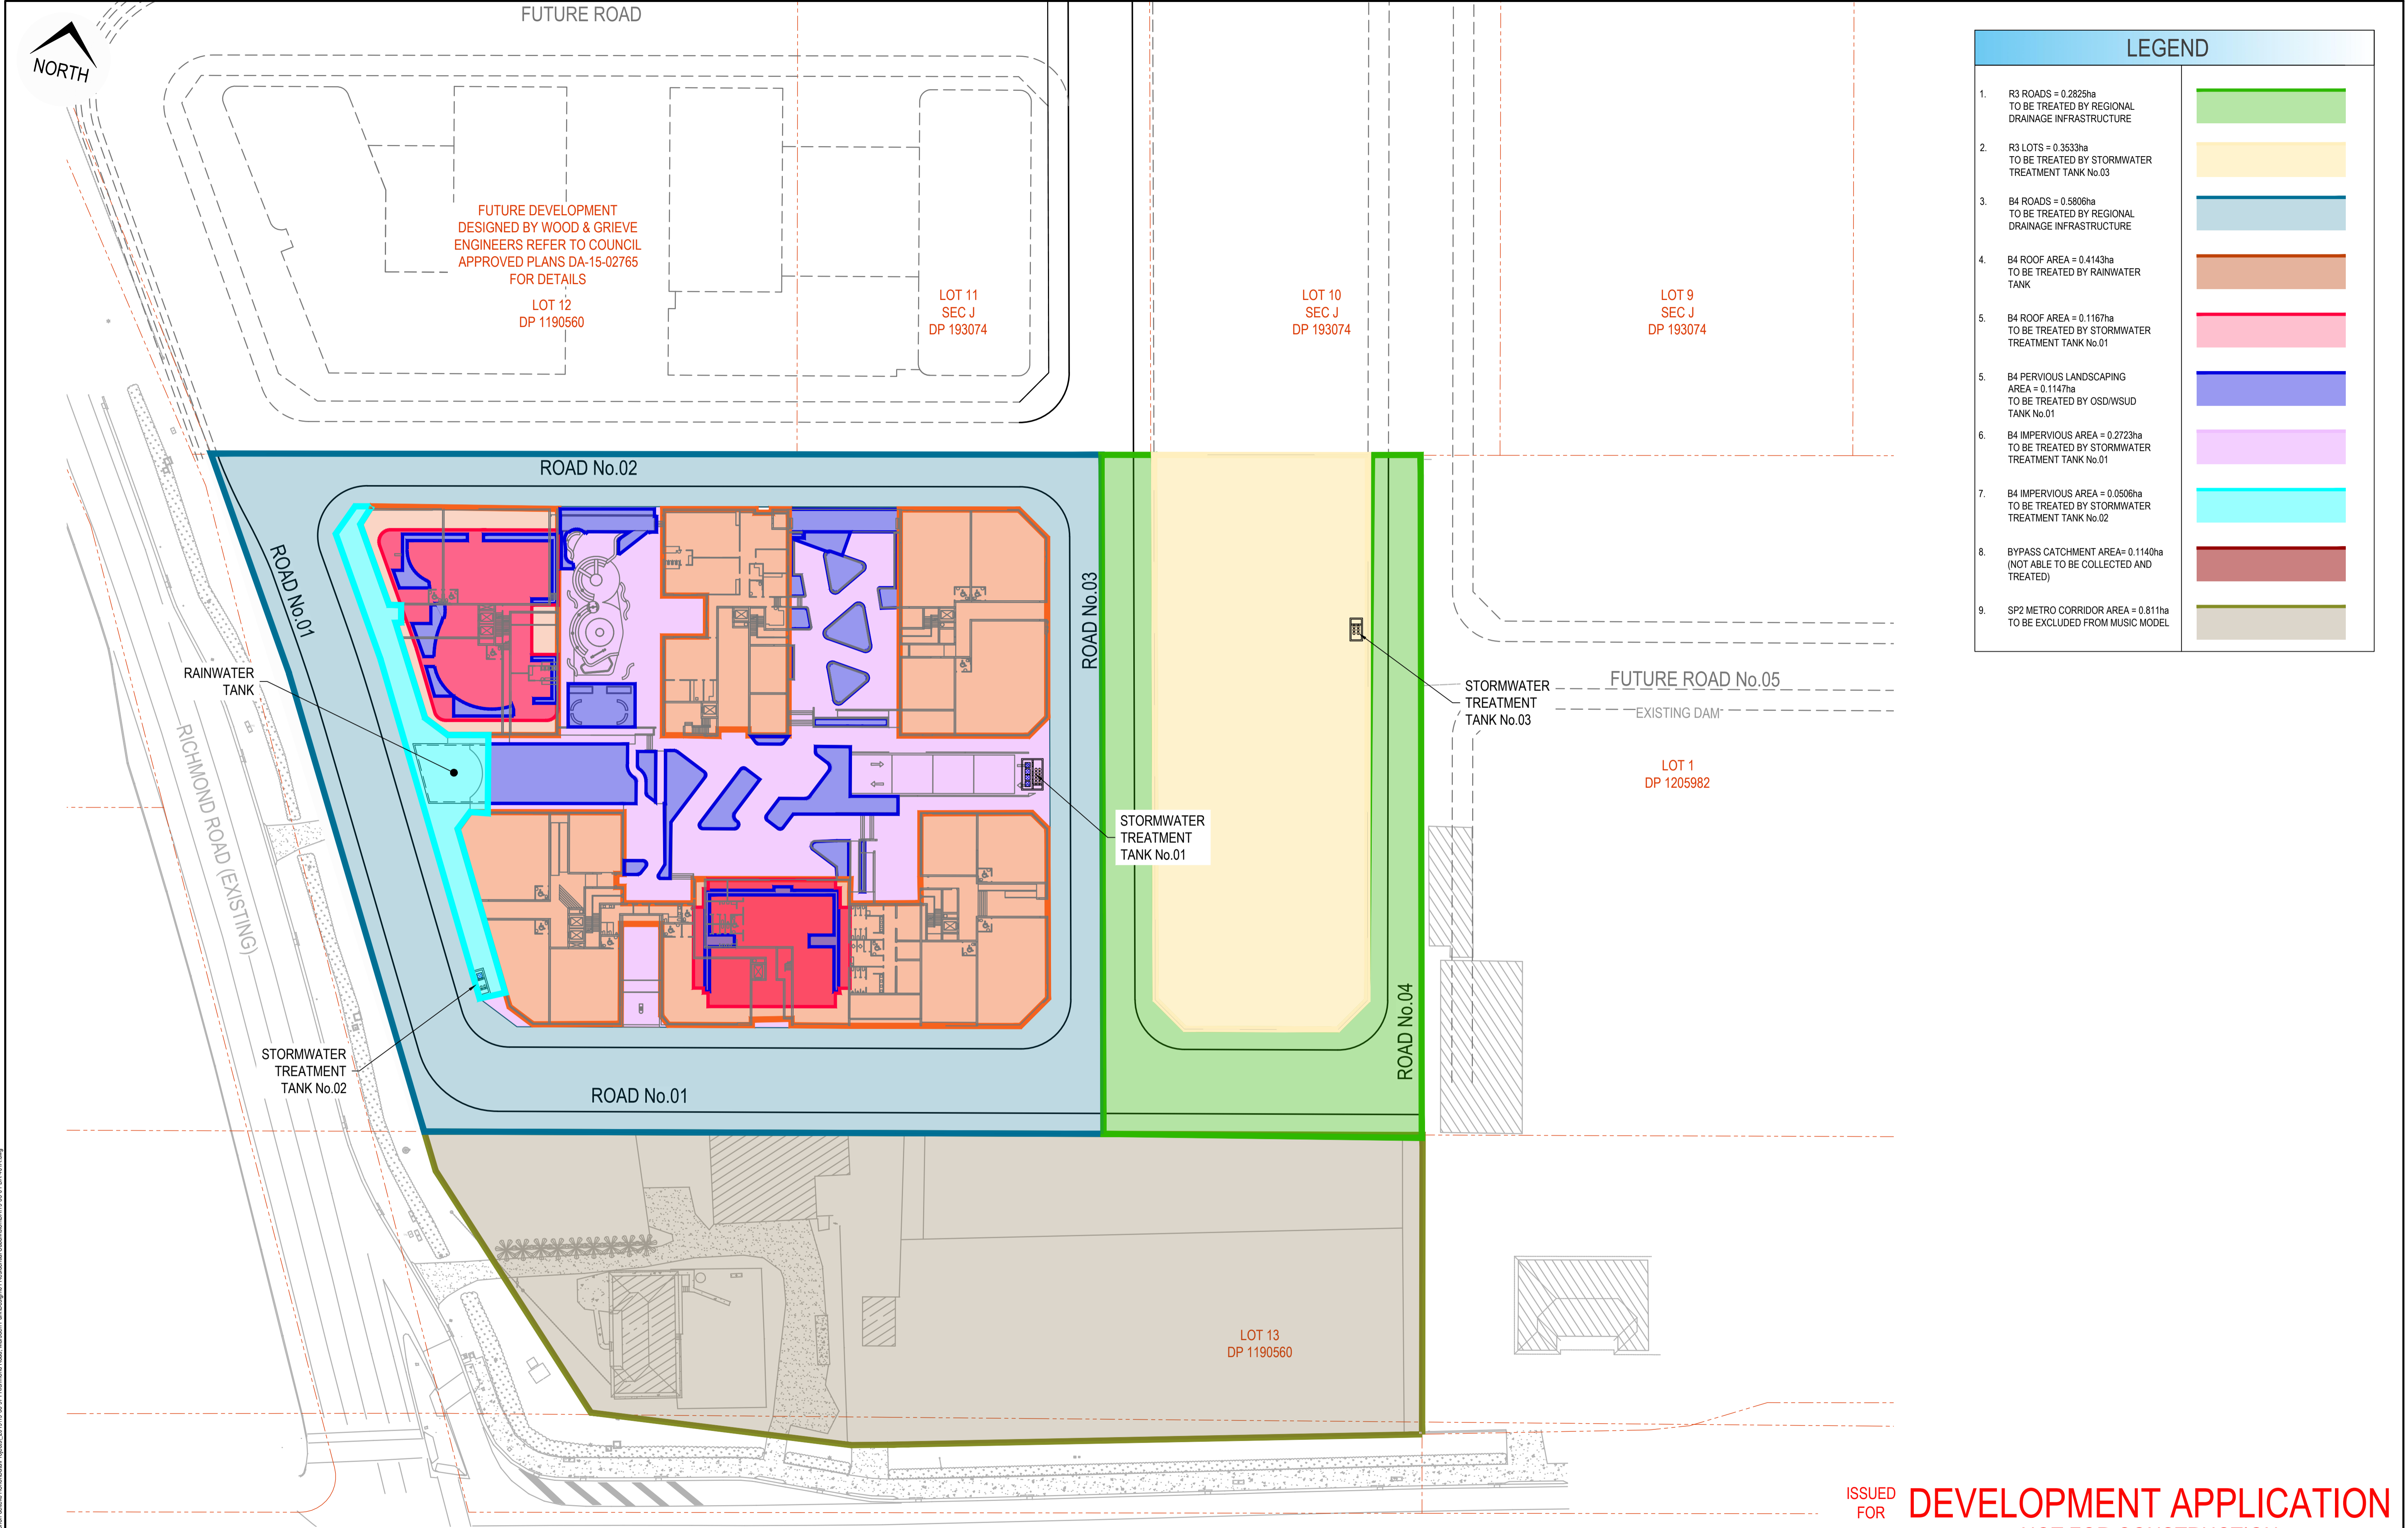 FUTURE ROAD
NORTH
FUTURE DEVELOPMENT
DESIGNED BY WOOD & GRIEVE
ENGINEERS REFER TO COUNCIL
APPROVED PLANS DA-15-02765
FOR DETAILS
LOT 12
DP 1190560
LOT 11
SEC J
DP 193074
LOT 10
SEC J
DP 193074
LOT 9
SEC J
DP 193074
LEGEND
1. R3 ROADS = 0.2825ha
TO BE TREATED BY REGIONAL
DRAINAGE INFRASTRUCTURE
2. R3 LOTS = 0.3533ha
TO BE TREATED BY STORMWATER
TREATMENT TANK No.03
3. B4 ROADS = 0.5806ha
TO BE TREATED BY REGIONAL
DRAINAGE INFRASTRUCTURE
4. B4 ROOF AREA = 0.4143ha
TO BE TREATED BY RAINWATER
TANK
5. B4 ROOF AREA = 0.1167ha
TO BE TREATED BY STORMWATER
TREATMENT TANK No.01
5. B4 PERVIOUS LANDSCAPING
AREA = 0.1147ha
TO BE TREATED BY OSD/WSUD
TANK No.01
6. B4 IMPERVIOUS AREA = 0.2723ha
TO BE TREATED BY STORMWATER
TREATMENT TANK No.01
7. B4 IMPERVIOUS AREA = 0.0506ha
TO BE TREATED BY STORMWATER
TREATMENT TANK No.02
8. BYPASS CATCHMENT AREA= 0.1140ha
(NOT ABLE TO BE COLLECTED AND
TREATED)
9. SP2 METRO CORRIDOR AREA = 0.811ha
TO BE EXCLUDED FROM MUSIC MODEL
ROAD No.02
ROAD No.01
ROAD No.03
RAINWATER
TANK
RICHMOND ROAD (EXISTING)
STORMWATER
TREATMENT
TANK No.03
FUTURE ROAD No.05
EXISTING DAM
LOT 1
DP 1205982
STORMWATER
TREATMENT
TANK No.01
ROAD No.04
STORMWATER
TREATMENT
TANK No.02
ROAD No.01
LOT 13
DP 1190560
ISSUED
FOR
DEVELOPMENT APPLICATION